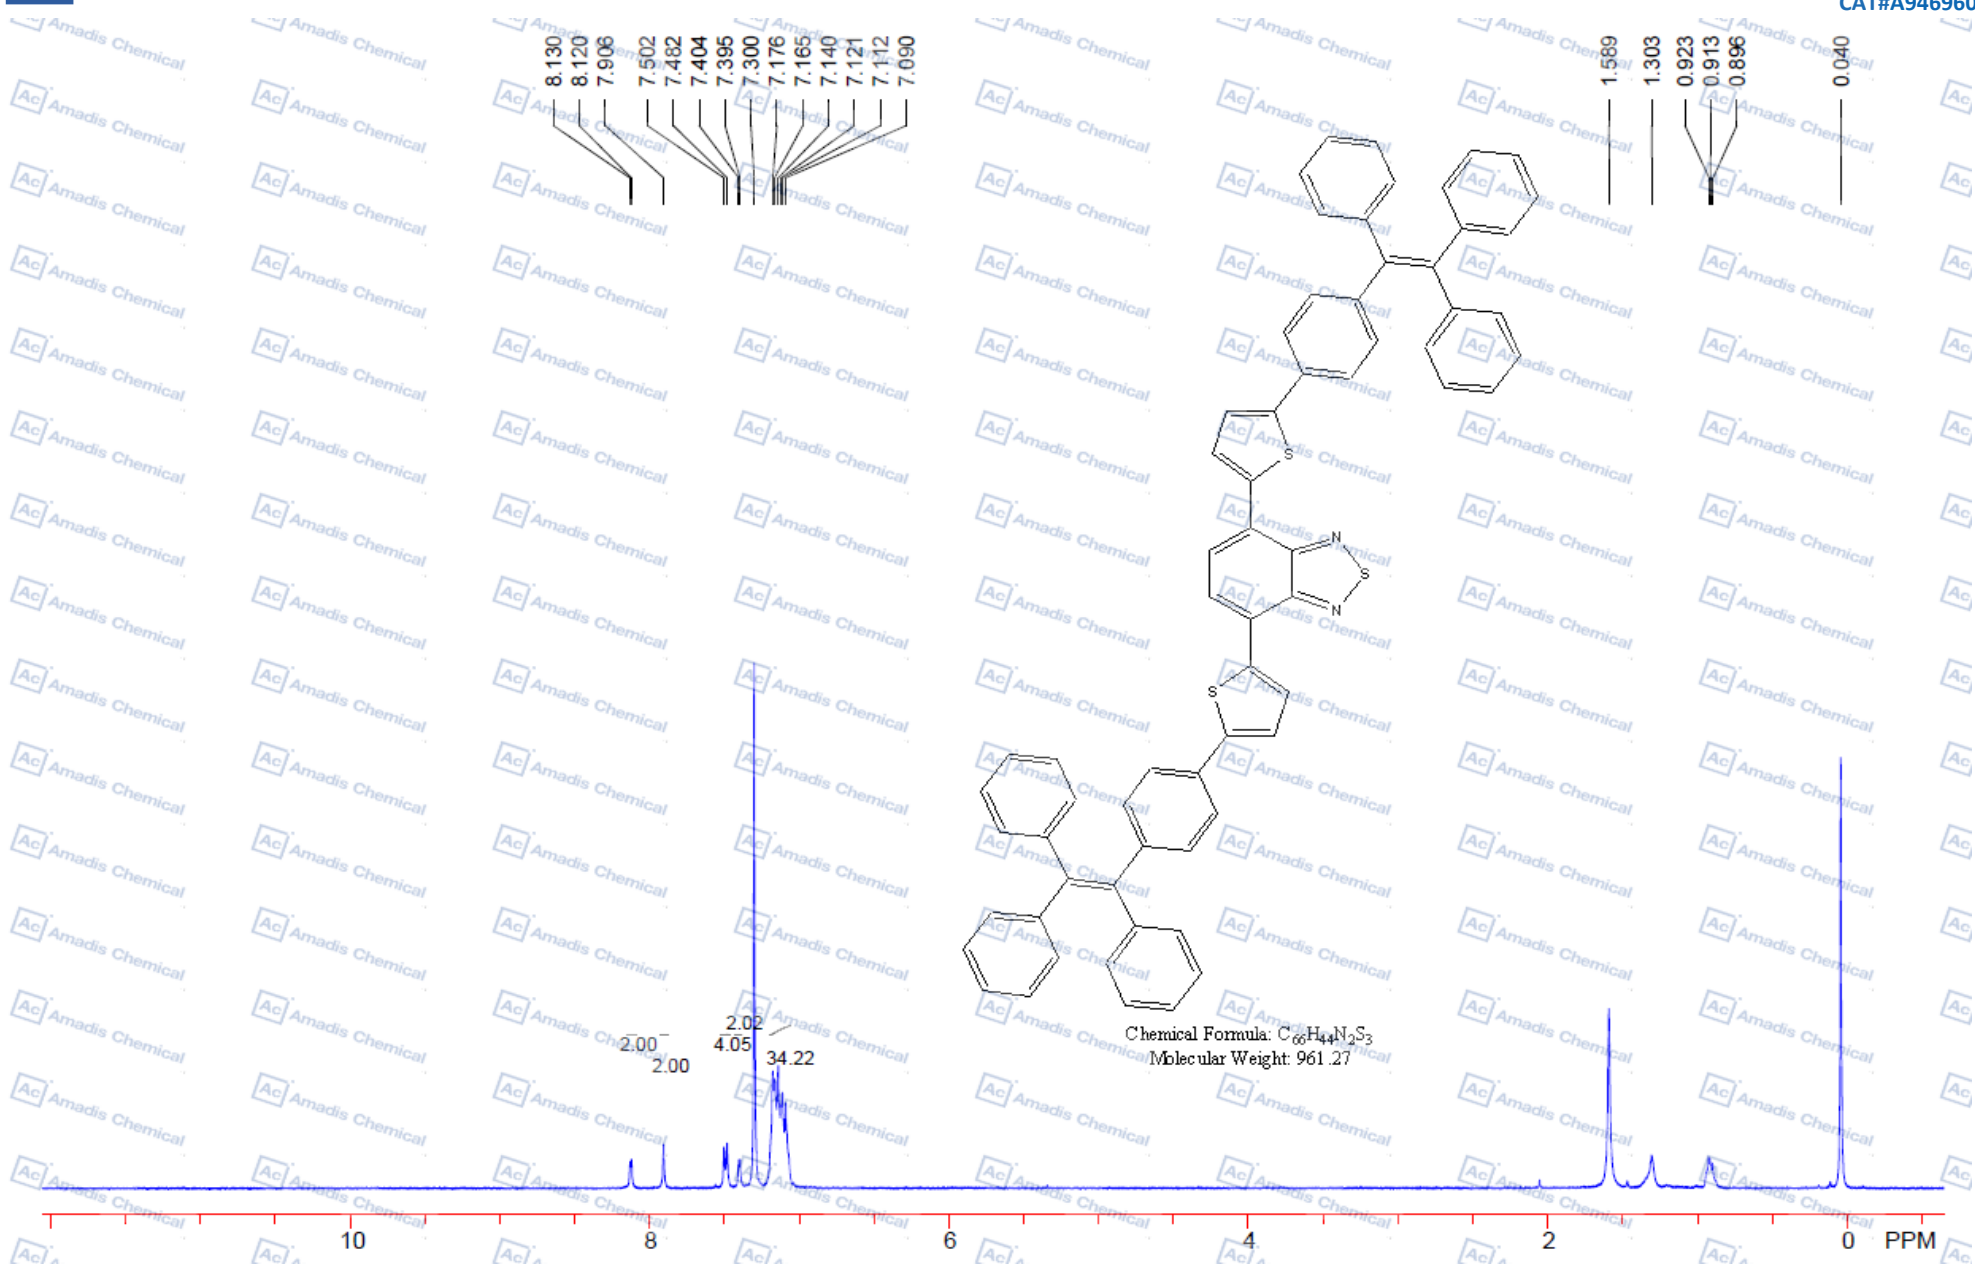 CAT#A946960
8.130
8.120
7.906
7.502
7.482
7.404
7.395
7.300
7.176
7.165
7.140
7.121
7.112
7.090
1.589
1.303
0.923
0.913
0.896
0.040
S
N
S
N
S
Chemical Formula: C66H44N2S3
Molecular Weight: 961.27
2.00
2.00
4.05
2.02
34.22
10 8 6 4 2 0 PPM
Ac Amadis Chemical